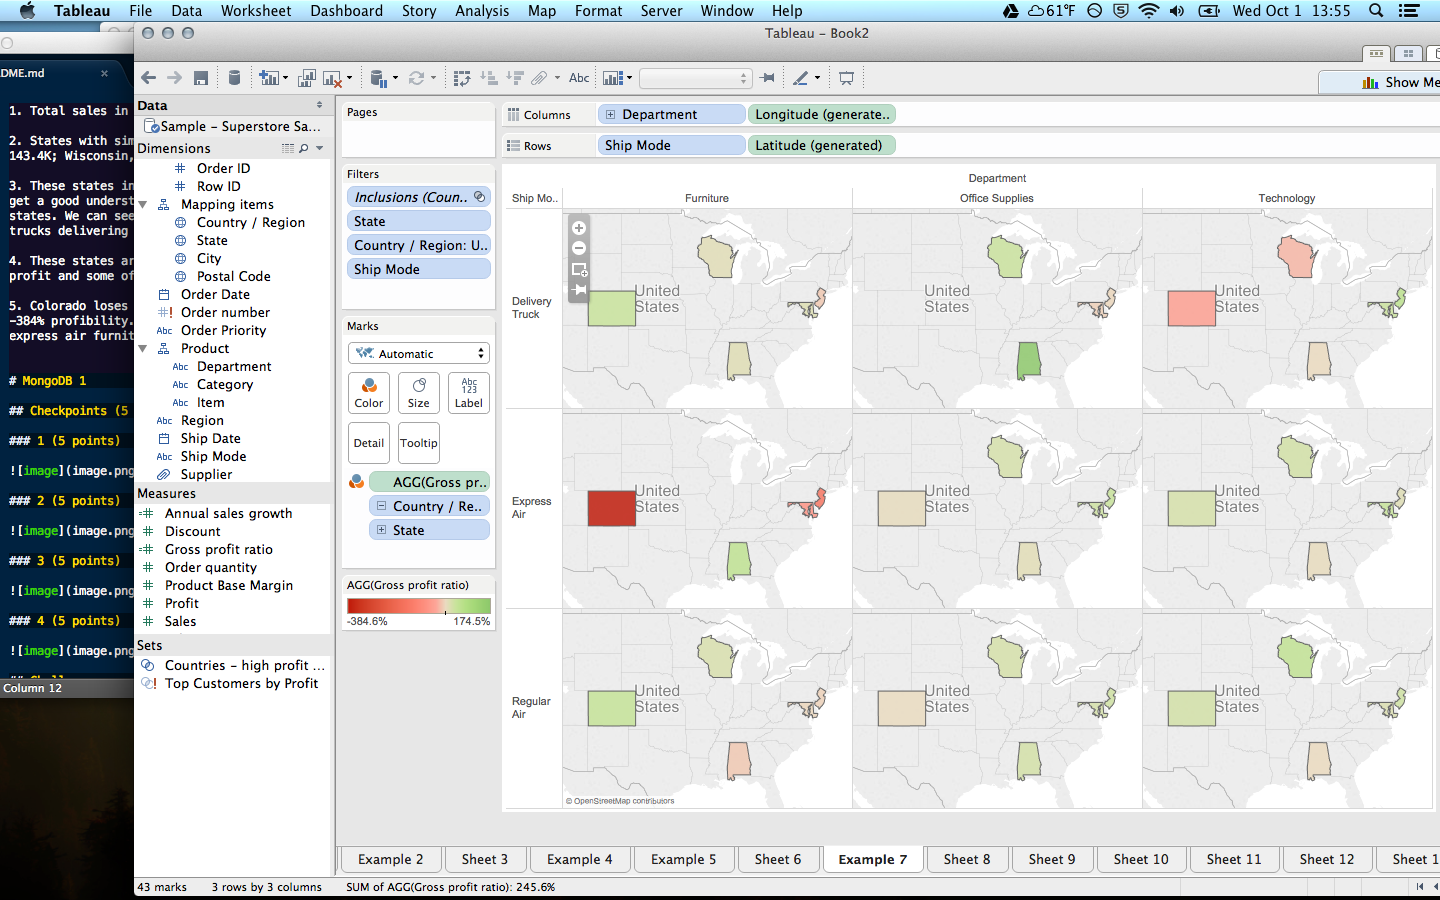 Tableau File Data Worksheet Dashboard Story Analysis Map Format Server Window Help 61°F Wed Oct 1 13:55
Tableau - Book2
DME.md ×
1. Total sales in
2. States with sim
143.4K; Wisconsin,
3. These states in
get a good underst
states. We can see
trucks delivering
4. These states ar
profit and some of
5. Colorado loses
-384% profibility.
express air furnit
# MongoDB 1
## Checkpoints (5
### 1 (5 points)
![image](image.png
### 2 (5 points)
![image](image.png
### 3 (5 points)
![image](image.png
### 4 (5 points)
![image](image.png
Column 12
Abc
Show Me
Data
Sample - Superstore Sa...
Dimensions
Order ID
Row ID
Mapping items
Country / Region
State
City
Postal Code
Order Date
Order number
Abc Order Priority
Product
Abc Department
Abc Category
Abc Item
Abc Region
Ship Date
Abc Ship Mode
Supplier
Measures
Annual sales growth
Discount
Gross profit ratio
Order quantity
Product Base Margin
Profit
Sales
Sets
Countries - high profit ...
Top Customers by Profit
Pages
Filters
Inclusions (Coun..
State
Country / Region: U..
Ship Mode
Marks
Automatic
Color
Size
Abc
123
Label
Detail
Tooltip
AGG(Gross pr..
Country / Re..
State
AGG(Gross profit ratio)
-384.6% 174.5%
Columns Department Longitude (generate..
Rows Ship Mode Latitude (generated)
Department
Ship Mo.. Furniture Office Supplies Technology
Delivery
Truck
United
States
United
States
United
States
Express
Air
United
States
United
States
United
States
Regular
Air
United
States
United
States
United
States
© OpenStreetMap contributors
Example 2 Sheet 3 Example 4 Example 5 Sheet 6 Example 7 Sheet 8 Sheet 9 Sheet 10 Sheet 11 Sheet 12 Sheet 1
43 marks 3 rows by 3 columns SUM of AGG(Gross profit ratio): 245.6%